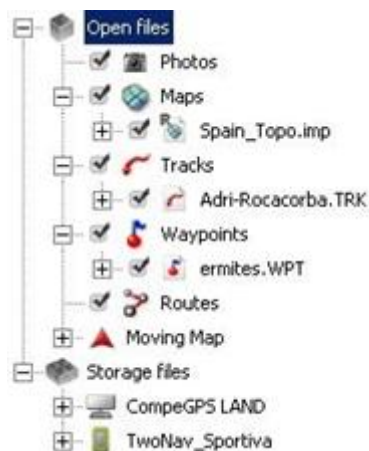 Open files
Photos
Maps
Spain_Topo.imp
Tracks
Adri-Rocacorba.TRK
Waypoints
ermites.WPT
Routes
Moving Map
Storage files
CompeGPS LAND
TwoNav_Sportiva